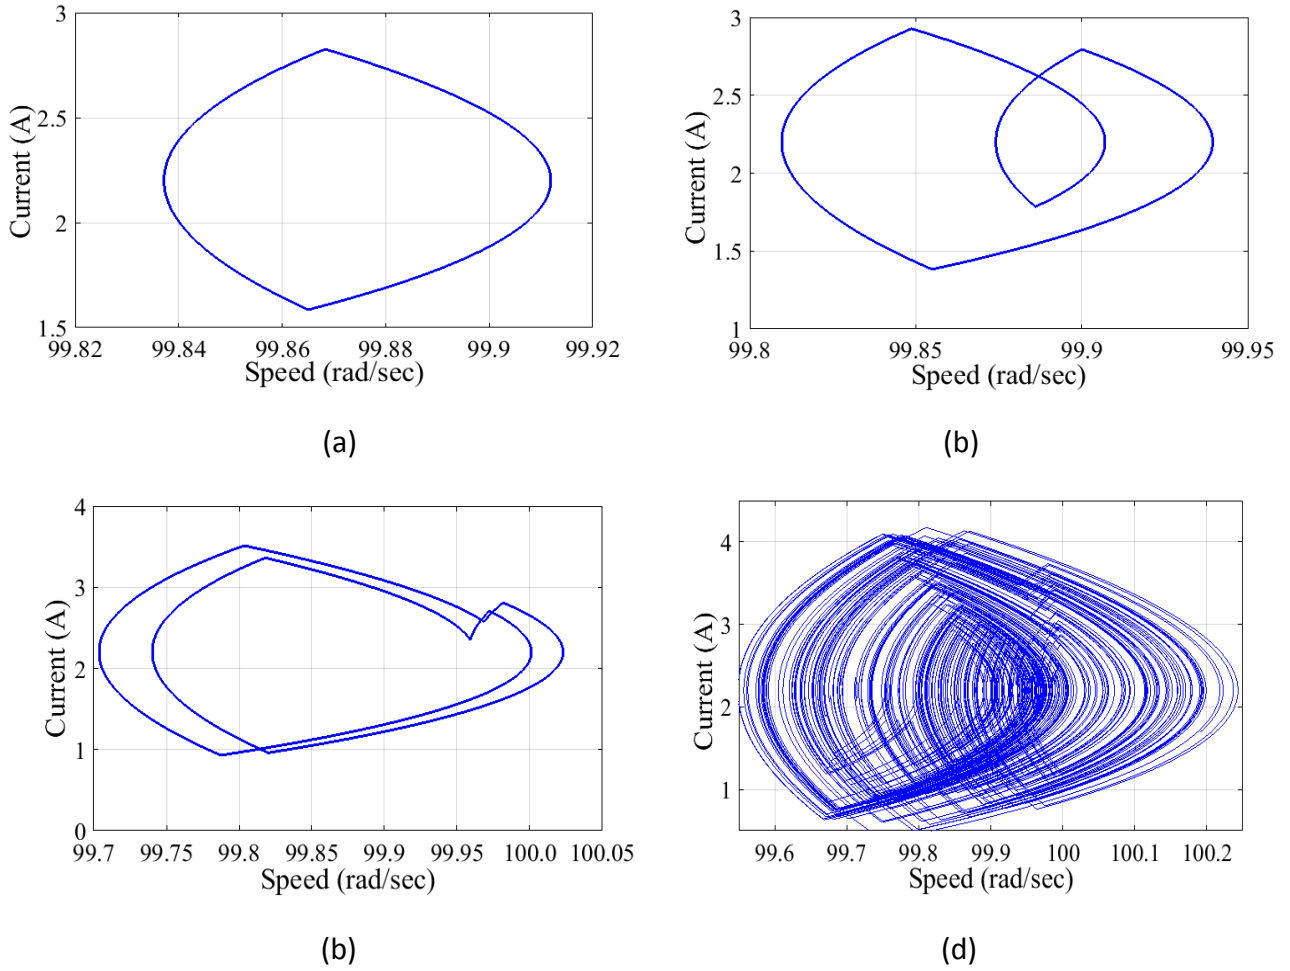 3
2.5
2
1.5
Current (A)
99.82 99.84 99.86 99.88 99.9 99.92
Speed (rad/sec)
(a)
3
2.5
2
1.5
1
Current (A)
99.8 99.85 99.9 99.95
Speed (rad/sec)
(b)
4
3
2
1
0
Current (A)
99.7 99.75 99.8 99.85 99.9 99.95 100.0 100.05
Speed (rad/sec)
(b)
4
3
2
1
Current (A)
99.6 99.7 99.8 99.9 100 100.1 100.2
Speed (rad/sec)
(d)